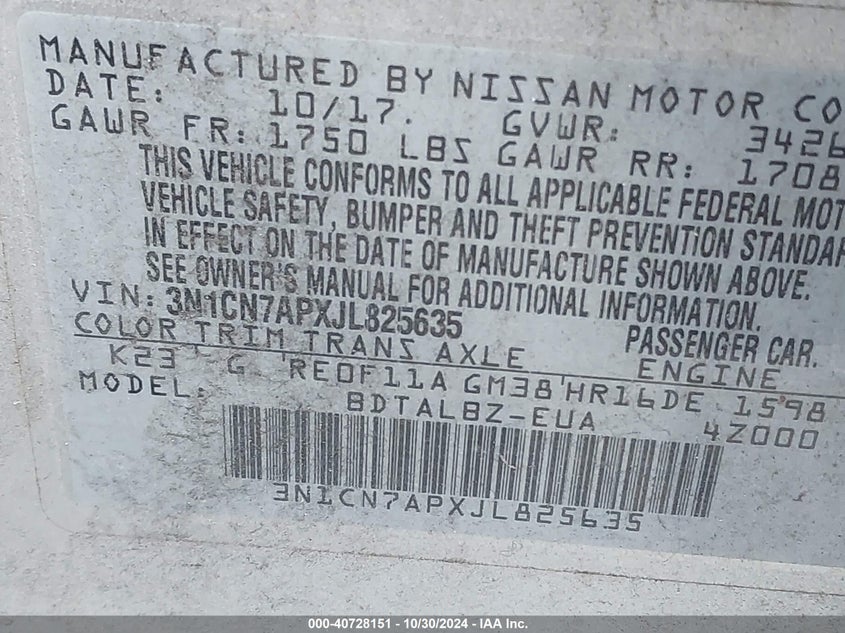 MANUFACTURED BY NISSAN MOTOR CO
DATE: 10/17. GVWR: 3426
GAWR FR: 1750 LBS GAWR RR: 1708
THIS VEHICLE CONFORMS TO ALL APPLICABLE FEDERAL MOT
VEHICLE SAFETY, BUMPER AND THEFT PREVENTION STANDAR
IN EFFECT ON THE DATE OF MANUFACTURE SHOWN ABOVE.
SEE OWNER'S MANUAL FOR ADDITIONAL INFORMATION.
VIN: 3N1CN7APXJL825635 PASSENGER CAR.
COLOR TRIM TRANS AXLE ENGINE
K23 G RE0F11A GM38 HR16DE 1598
MODEL: BDTALBZ-EUA 4Z000
3N1CN7APXJL825635
000-40728151 - 10/30/2024 - IAA Inc.